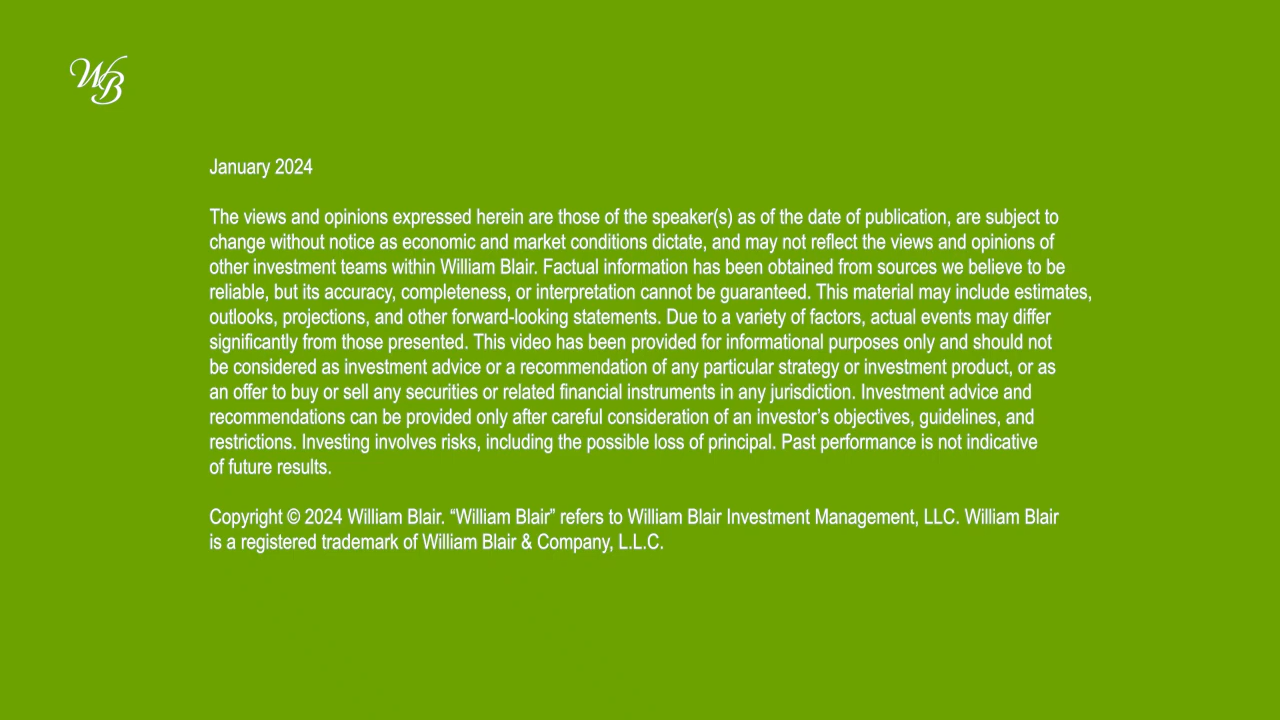 WB
January 2024
The views and opinions expressed herein are those of the speaker(s) as of the date of publication, are subject to
change without notice as economic and market conditions dictate, and may not reflect the views and opinions of
other investment teams within William Blair. Factual information has been obtained from sources we believe to be
reliable, but its accuracy, completeness, or interpretation cannot be guaranteed. This material may include estimates,
outlooks, projections, and other forward-looking statements. Due to a variety of factors, actual events may differ
significantly from those presented. This video has been provided for informational purposes only and should not
be considered as investment advice or a recommendation of any particular strategy or investment product, or as
an offer to buy or sell any securities or related financial instruments in any jurisdiction. Investment advice and
recommendations can be provided only after careful consideration of an investor’s objectives, guidelines, and
restrictions. Investing involves risks, including the possible loss of principal. Past performance is not indicative
of future results.
Copyright © 2024 William Blair. “William Blair” refers to William Blair Investment Management, LLC. William Blair
is a registered trademark of William Blair & Company, L.L.C.